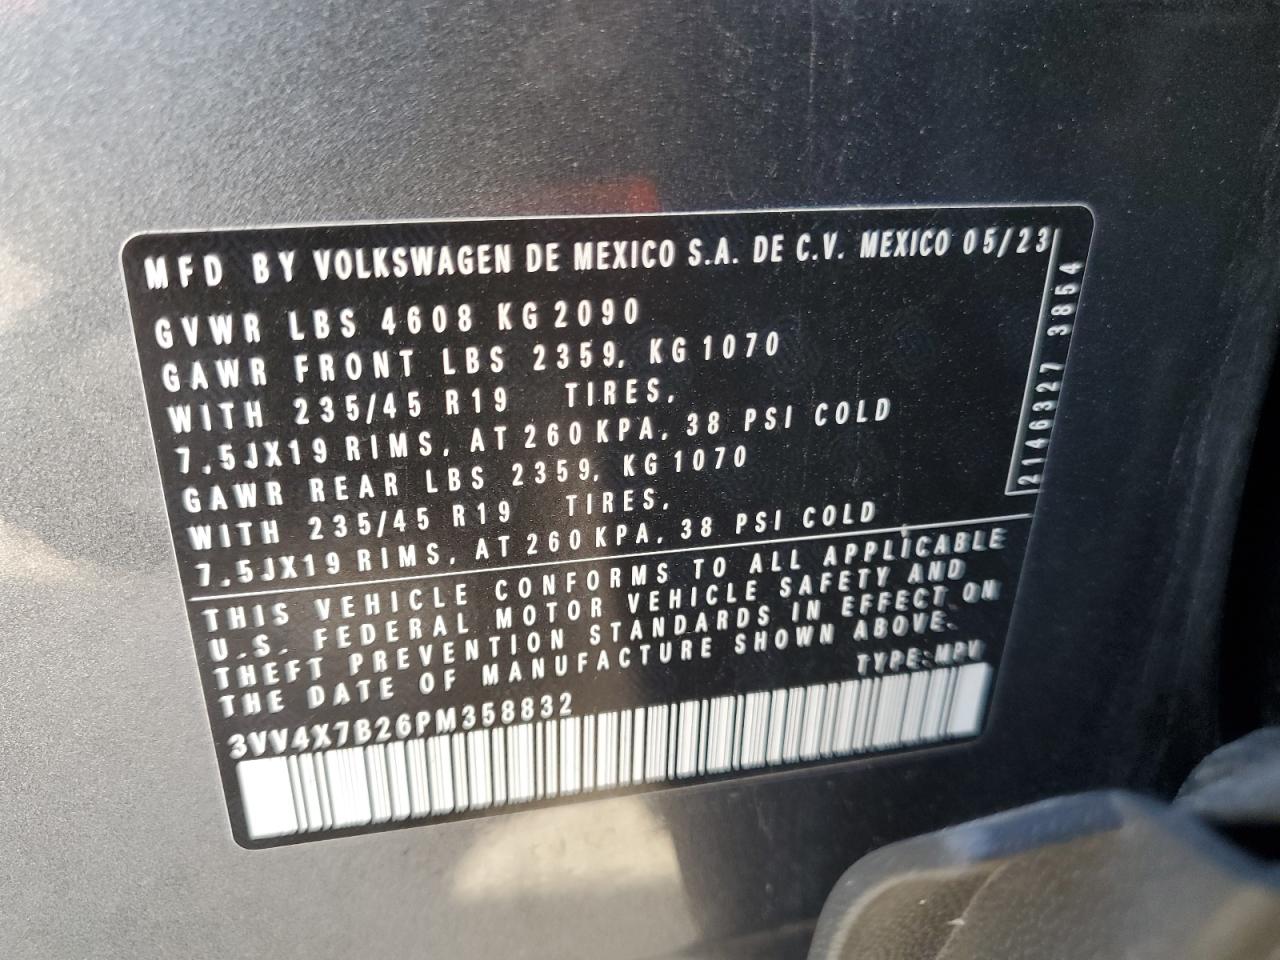 MFD BY VOLKSWAGEN DE MEXICO S.A. DE C.V. MEXICO 05/23
GVWR LBS 4608 KG 2090
GAWR FRONT LBS 2359, KG 1070
WITH 235/45 R19 TIRES,
7,5JX19 RIMS, AT 260 KPA, 38 PSI COLD
GAWR REAR LBS 2359, KG 1070
WITH 235/45 R19 TIRES,
7,5JX19 RIMS, AT 260 KPA, 38 PSI COLD
2146327 3854
THIS VEHICLE CONFORMS TO ALL APPLICABLE
U.S. FEDERAL MOTOR VEHICLE SAFETY AND
THEFT PREVENTION STANDARDS IN EFFECT ON
THE DATE OF MANUFACTURE SHOWN ABOVE.
TYPE: MPV
3VV4X7B26PM358832